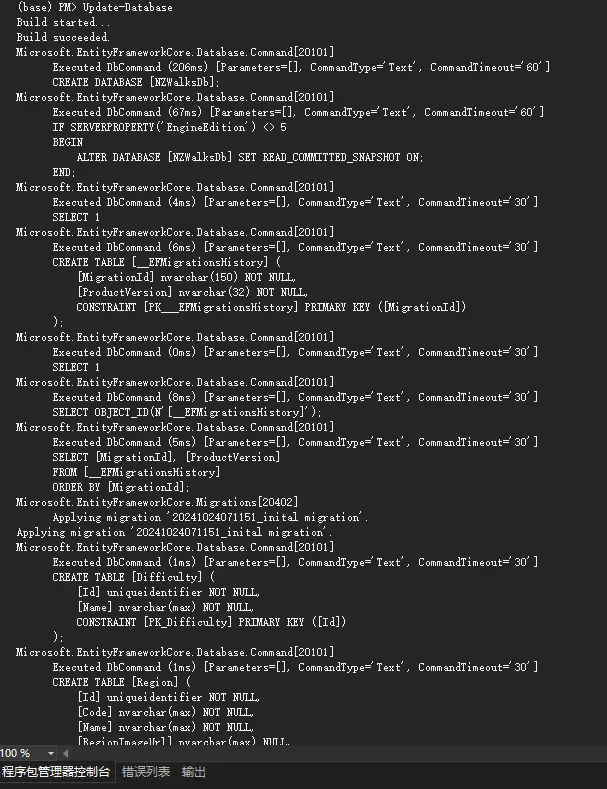 (base) PM> Update-Database
Build started...
Build succeeded.
Microsoft.EntityFrameworkCore.Database.Command[20101]
      Executed DbCommand (206ms) [Parameters=[], CommandType='Text', CommandTimeout='60']
      CREATE DATABASE [NZWalksDb];
Microsoft.EntityFrameworkCore.Database.Command[20101]
      Executed DbCommand (67ms) [Parameters=[], CommandType='Text', CommandTimeout='60']
      IF SERVERPROPERTY('EngineEdition') <> 5
      BEGIN
          ALTER DATABASE [NZWalksDb] SET READ_COMMITTED_SNAPSHOT ON;
      END;
Microsoft.EntityFrameworkCore.Database.Command[20101]
      Executed DbCommand (4ms) [Parameters=[], CommandType='Text', CommandTimeout='30']
      SELECT 1
Microsoft.EntityFrameworkCore.Database.Command[20101]
      Executed DbCommand (6ms) [Parameters=[], CommandType='Text', CommandTimeout='30']
      CREATE TABLE [__EFMigrationsHistory] (
          [MigrationId] nvarchar(150) NOT NULL,
          [ProductVersion] nvarchar(32) NOT NULL,
          CONSTRAINT [PK___EFMigrationsHistory] PRIMARY KEY ([MigrationId])
      );
Microsoft.EntityFrameworkCore.Database.Command[20101]
      Executed DbCommand (0ms) [Parameters=[], CommandType='Text', CommandTimeout='30']
      SELECT 1
Microsoft.EntityFrameworkCore.Database.Command[20101]
      Executed DbCommand (8ms) [Parameters=[], CommandType='Text', CommandTimeout='30']
      SELECT OBJECT_ID(N'[__EFMigrationsHistory]');
Microsoft.EntityFrameworkCore.Database.Command[20101]
      Executed DbCommand (5ms) [Parameters=[], CommandType='Text', CommandTimeout='30']
      SELECT [MigrationId], [ProductVersion]
      FROM [__EFMigrationsHistory]
      ORDER BY [MigrationId];
Microsoft.EntityFrameworkCore.Migrations[20402]
      Applying migration '20241024071151_inital migration'.
Applying migration '20241024071151_inital migration'.
Microsoft.EntityFrameworkCore.Database.Command[20101]
      Executed DbCommand (1ms) [Parameters=[], CommandType='Text', CommandTimeout='30']
      CREATE TABLE [Difficulty] (
          [Id] uniqueidentifier NOT NULL,
          [Name] nvarchar(max) NOT NULL,
          CONSTRAINT [PK_Difficulty] PRIMARY KEY ([Id])
      );
Microsoft.EntityFrameworkCore.Database.Command[20101]
      Executed DbCommand (1ms) [Parameters=[], CommandType='Text', CommandTimeout='30']
      CREATE TABLE [Region] (
          [Id] uniqueidentifier NOT NULL,
          [Code] nvarchar(max) NOT NULL,
          [Name] nvarchar(max) NOT NULL,
          [RegionImageUrl] nvarchar(max) NULL,
100 %
程序包管理器控制台 错误列表 输出